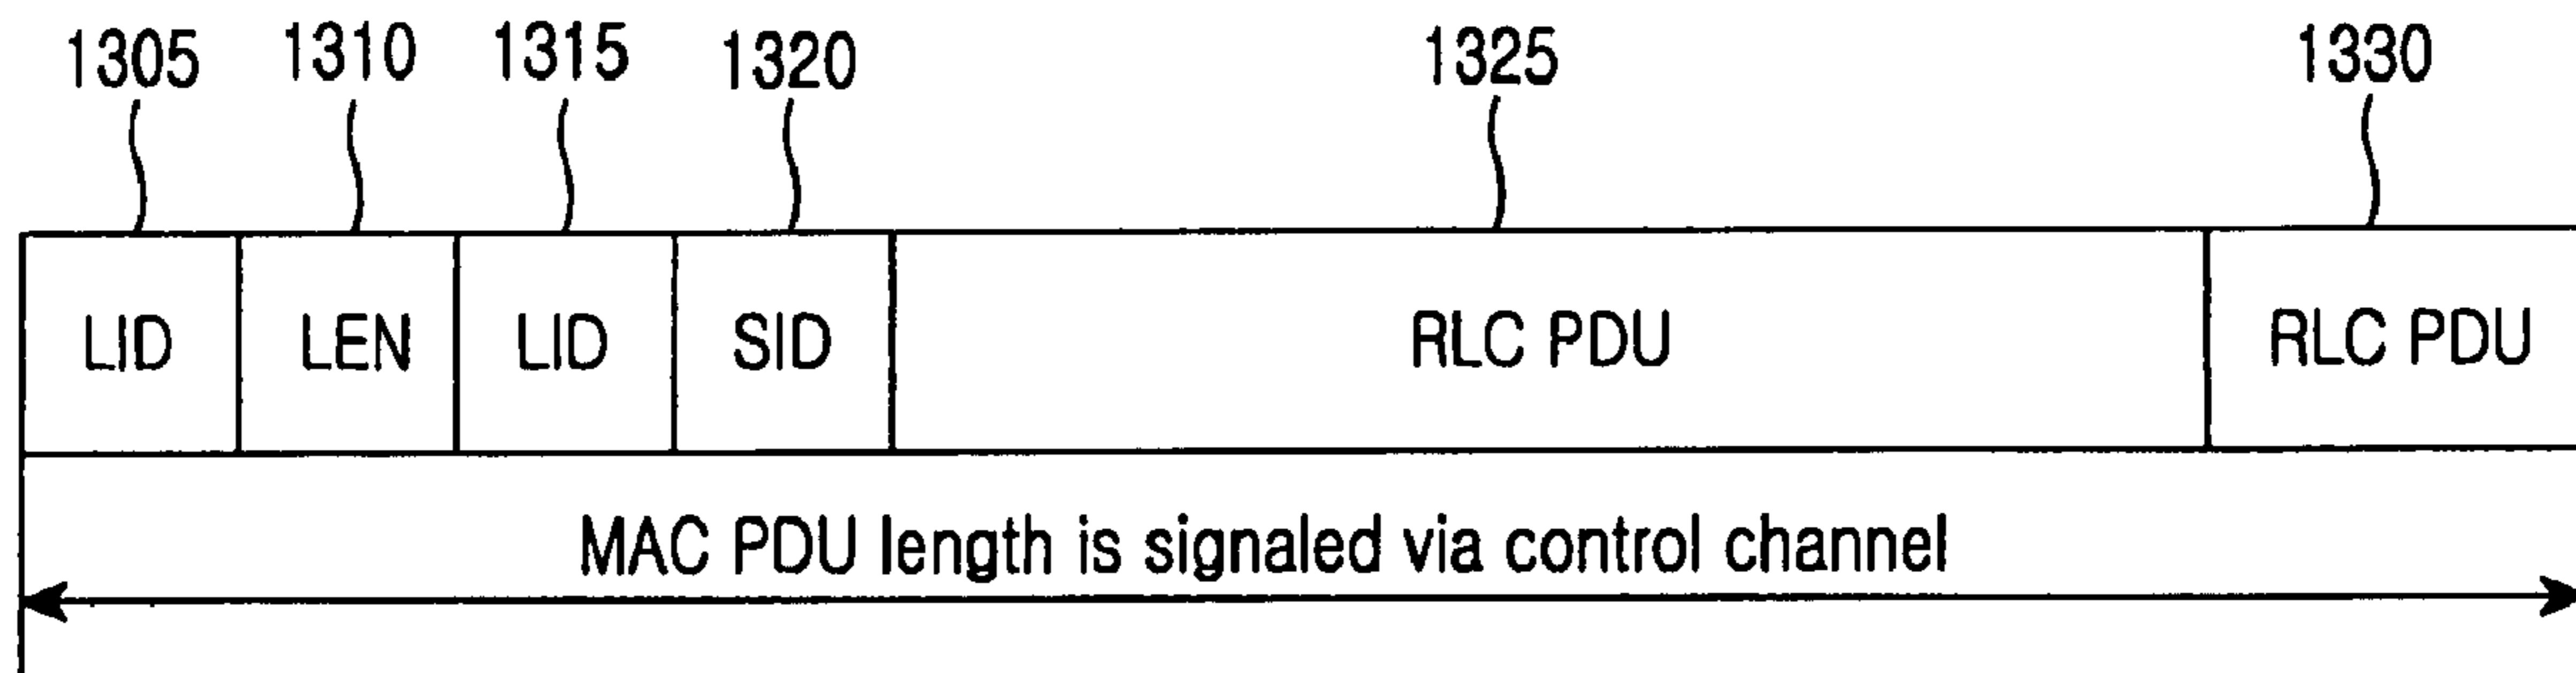 1305 1310 1315 1320 1325 1330
LID LEN LID SID RLC PDU RLC PDU
MAC PDU length is signaled via control channel